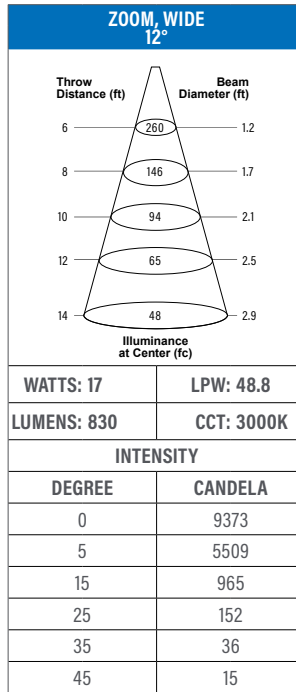 ZOOM, WIDE
12°
Throw Beam
Distance (ft) Diameter (ft)
6 260 1.2
8 146 1.7
10 94 2.1
12 65 2.5
14 48 2.9
Illuminance
at Center (fc)
WATTS: 17 LPW: 48.8
LUMENS: 830 CCT: 3000K
INTENSITY
DEGREE CANDELA
0 9373
5 5509
15 965
25 152
35 36
45 15